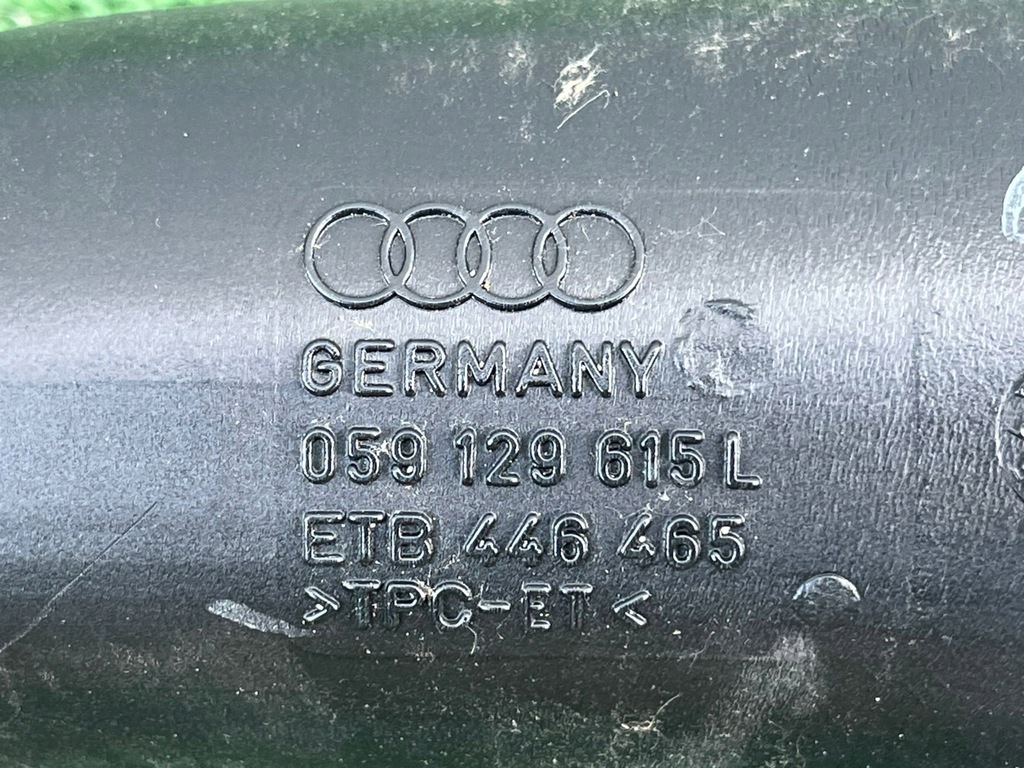 GERMANY
059 129 615 L
ETB 446 465
>TPC-ET<